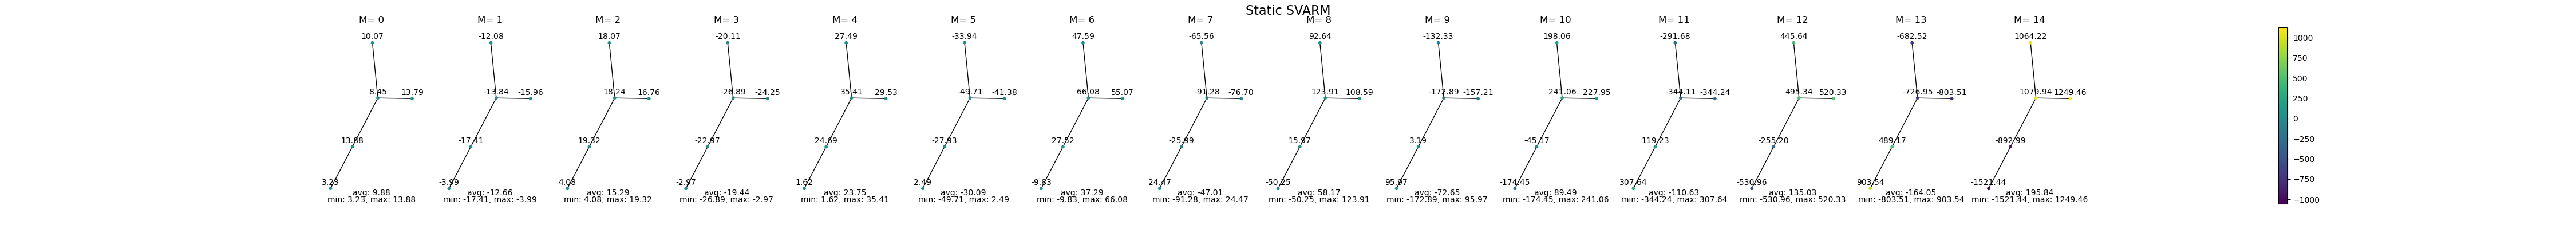 Static SVARM
M= 0 M= 1 M= 2 M= 3 M= 4 M= 5 M= 6 M= 7 M= 8 M= 9 M= 10 M= 11 M= 12 M= 13 M= 14
10.07 -12.08 18.07 -20.11 27.49 -33.94 47.59 -65.56 92.64 -132.33 198.06 -291.68 445.64 -682.52 1064.22
8.45 13.79 -13.84 -15.96 18.24 16.76 -26.89 -24.25 35.41 29.53 -49.71 -41.38 66.08 55.07 -91.28 -76.70 123.91 108.59 -172.89 -157.21 241.06 227.95 -344.11 -344.24 495.34 520.33 -726.95 -803.51 1079.94 1249.46
13.88 -17.41 19.32 -22.97 24.69 -27.93 27.52 -25.99 15.97 3.19 -45.17 119.23 -255.20 489.17 -892.99
3.23 -3.99 4.08 -2.97 1.62 2.49 -9.83 24.47 -50.25 95.97 -174.45 307.64 -530.96 903.54 -1521.44
avg: 9.88 avg: -12.66 avg: 15.29 avg: -19.44 avg: 23.75 avg: -30.09 avg: 37.29 avg: -47.01 avg: 58.17 avg: -72.65 avg: 89.49 avg: -110.63 avg: 135.03 avg: -164.05 avg: 195.84
min: 3.23, max: 13.88 min: -17.41, max: -3.99 min: 4.08, max: 19.32 min: -26.89, max: -2.97 min: 1.62, max: 35.41 min: -49.71, max: 2.49 min: -9.83, max: 66.08 min: -91.28, max: 24.47 min: -50.25, max: 123.91 min: -172.89, max: 95.97 min: -174.45, max: 241.06 min: -344.24, max: 307.64 min: -530.96, max: 520.33 min: -803.51, max: 903.54 min: -1521.44, max: 1249.46
1000
750
500
250
0
−250
−500
−750
−1000